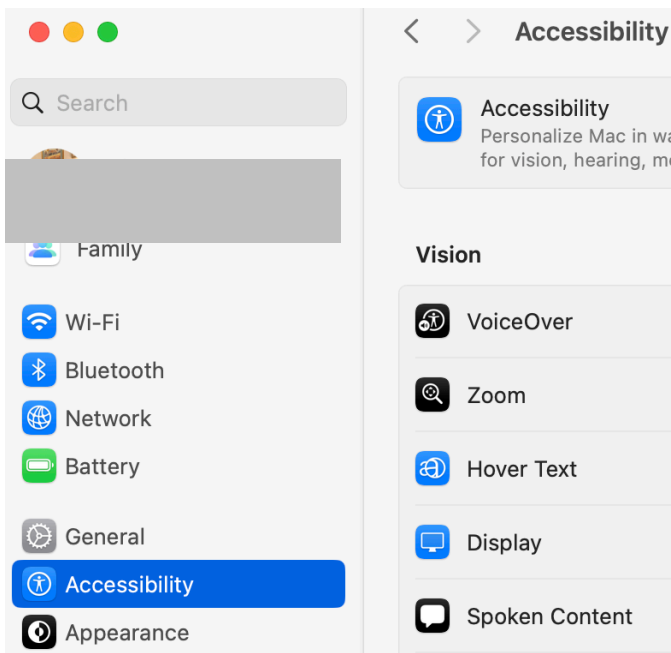 Search
Family
Wi-Fi
Bluetooth
Network
Battery
General
Accessibility
Appearance
Accessibility
Accessibility
Personalize Mac in
for vision, hearing,
Vision
VoiceOver
Zoom
Hover Text
Display
Spoken Content